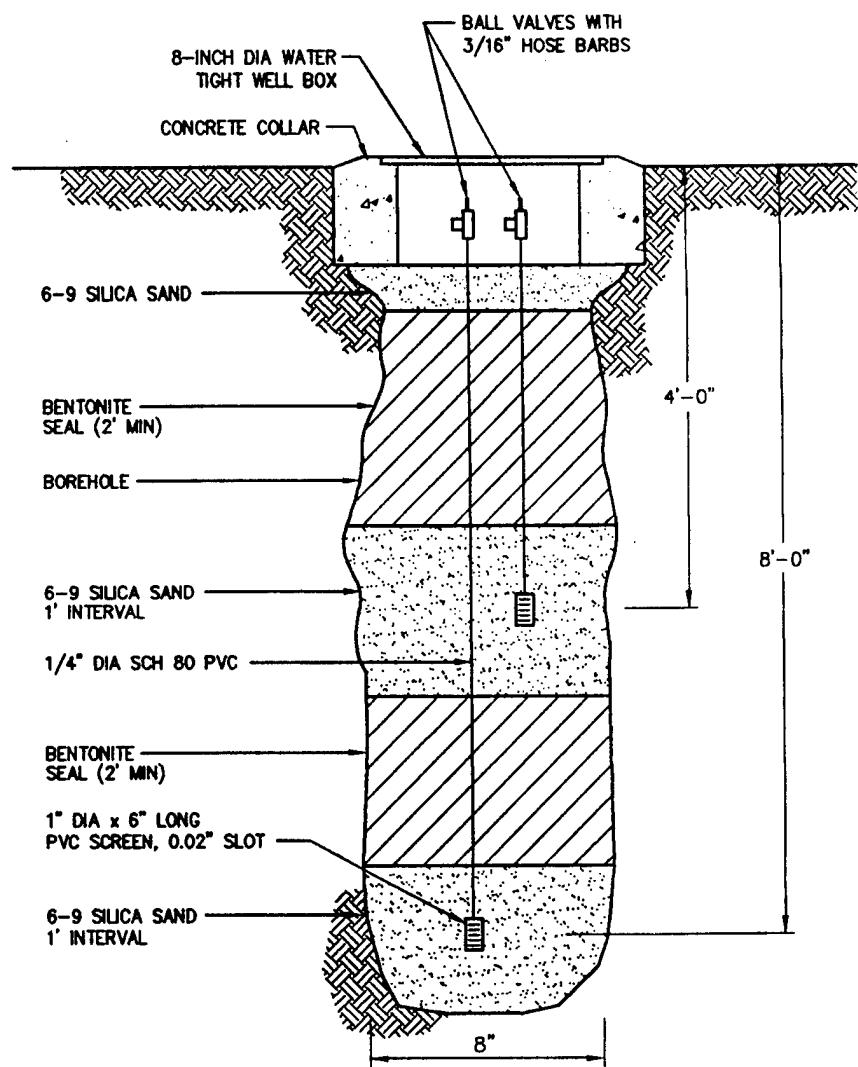 BALL VALVES WITH
3/16" HOSE BARBS
8-INCH DIA WATER
TIGHT WELL BOX
CONCRETE COLLAR
6-9 SILICA SAND
4'-0"
BENTONITE
SEAL (2' MIN)
BOREHOLE
8'-0"
6-9 SILICA SAND
1' INTERVAL
1/4" DIA SCH 80 PVC
BENTONITE
SEAL (2' MIN)
1" DIA x 6" LONG
PVC SCREEN, 0.02" SLOT
6-9 SILICA SAND
1' INTERVAL
8"